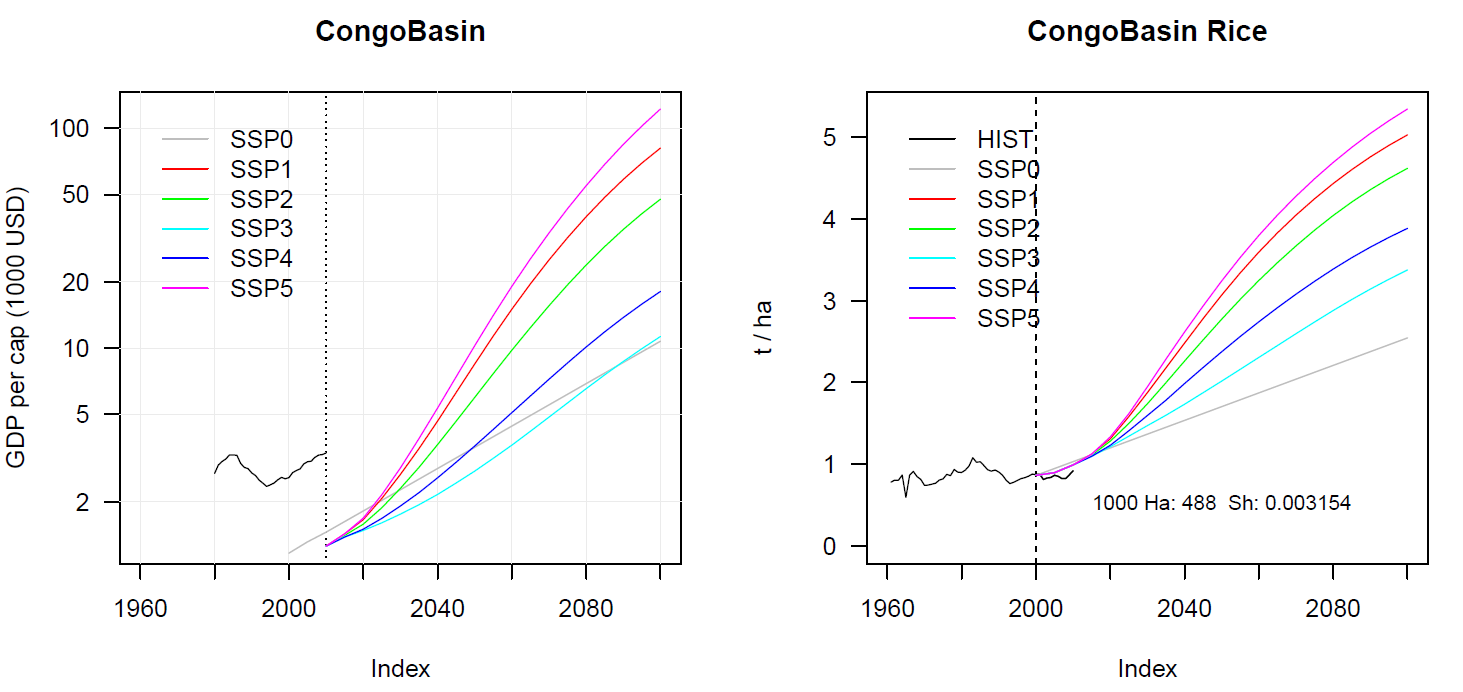 CongoBasin
GDP per cap (1000 USD)
100
50
20
10
5
2
SSP0
SSP1
SSP2
SSP3
SSP4
SSP5
1960
2000
2040
2080
Index
CongoBasin Rice
t / ha
5
4
3
2
1
0
HIST
SSP0
SSP1
SSP2
SSP3
SSP4
SSP5
1000 Ha: 488 Sh: 0.003154
1960
2000
2040
2080
Index